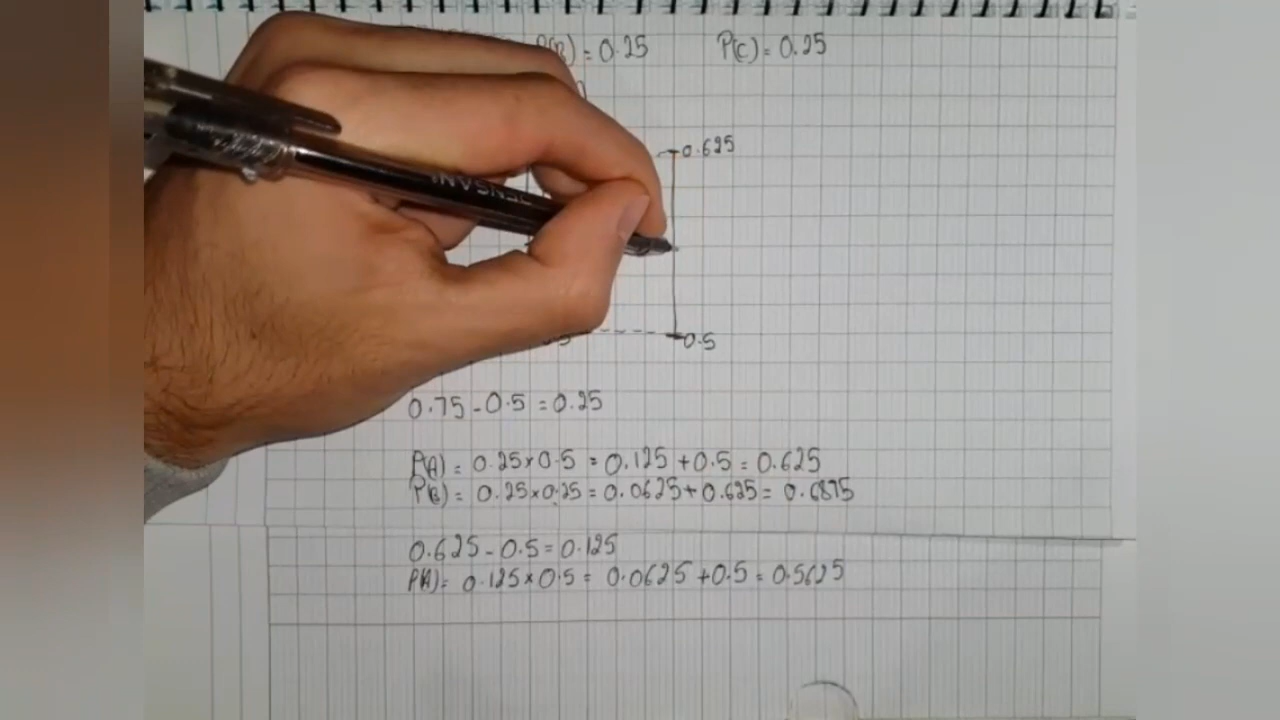 P(B) = 0.25 P(C) = 0.25
0.625
0.5
0.75 - 0.5 = 0.25
P(A) = 0.25 × 0.5 = 0.125 + 0.5 = 0.625
P(B) = 0.25 × 0.25 = 0.0625 + 0.625 = 0.6875
0.625 - 0.5 = 0.125
P(A) = 0.125 × 0.5 = 0.0625 + 0.5 = 0.5625